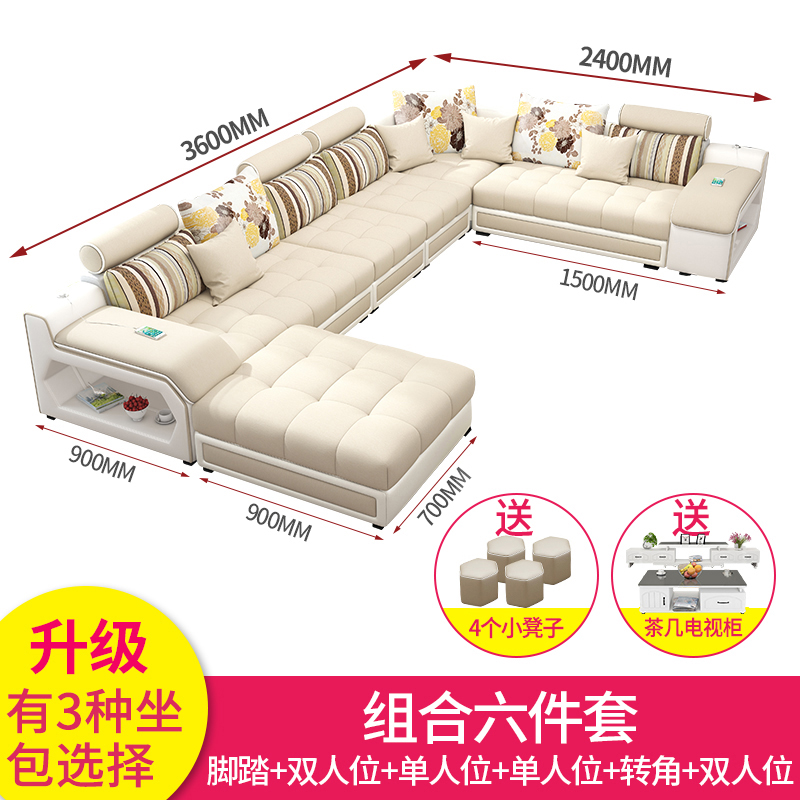 2400MM
3600MM
1500MM
900MM
900MM
700MM
送
4个小凳子
送
茶几电视柜
升级
有3种坐
包选择
组合六件套
脚踏+双人位+单人位+单人位+转角+双人位